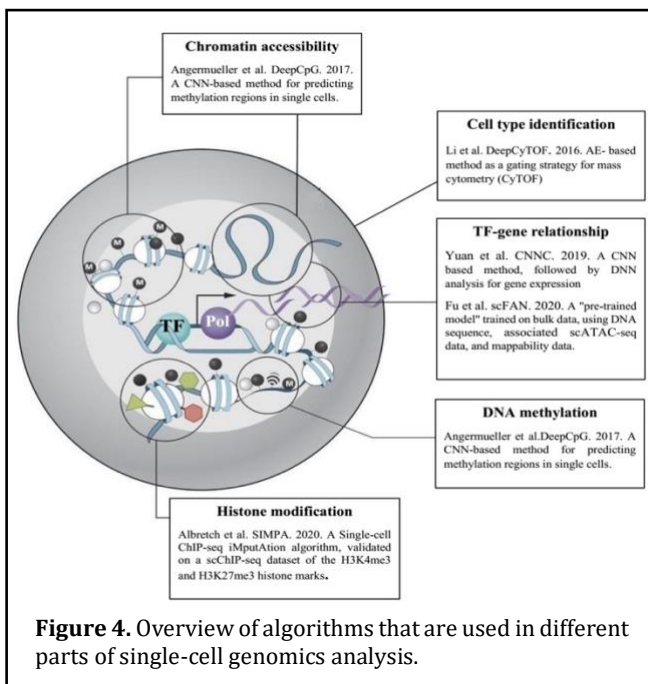 Chromatin accessibility
Angermueller et al. DeepCpG. 2017.
A CNN-based method for predicting
methylation regions in single cells.
Cell type identification
Li et al. DeepCyTOF. 2016. AE- based
method as a gating strategy for mass
cytometry (CyTOF)
TF-gene relationship
Yuan et al. CNNC. 2019. A CNN
based method, followed by DNN
analysis for gene expression
Fu et al. scFAN. 2020. A "pre-trained
model" trained on bulk data, using DNA
sequence, associated scATAC-seq
data, and mappability data.
M
M
M
M
TF
Pol
M
DNA methylation
Angermueller et al.DeepCpG. 2017. A
CNN-based method for predicting
methylation regions in single cells.
Histone modification
Albretch et al. SIMPA. 2020. A Single-cell
ChIP-seq iMputAtion algorithm, validated
on a scChIP-seq dataset of the H3K4me3
and H3K27me3 histone marks.
Figure 4. Overview of algorithms that are used in different
parts of single-cell genomics analysis.